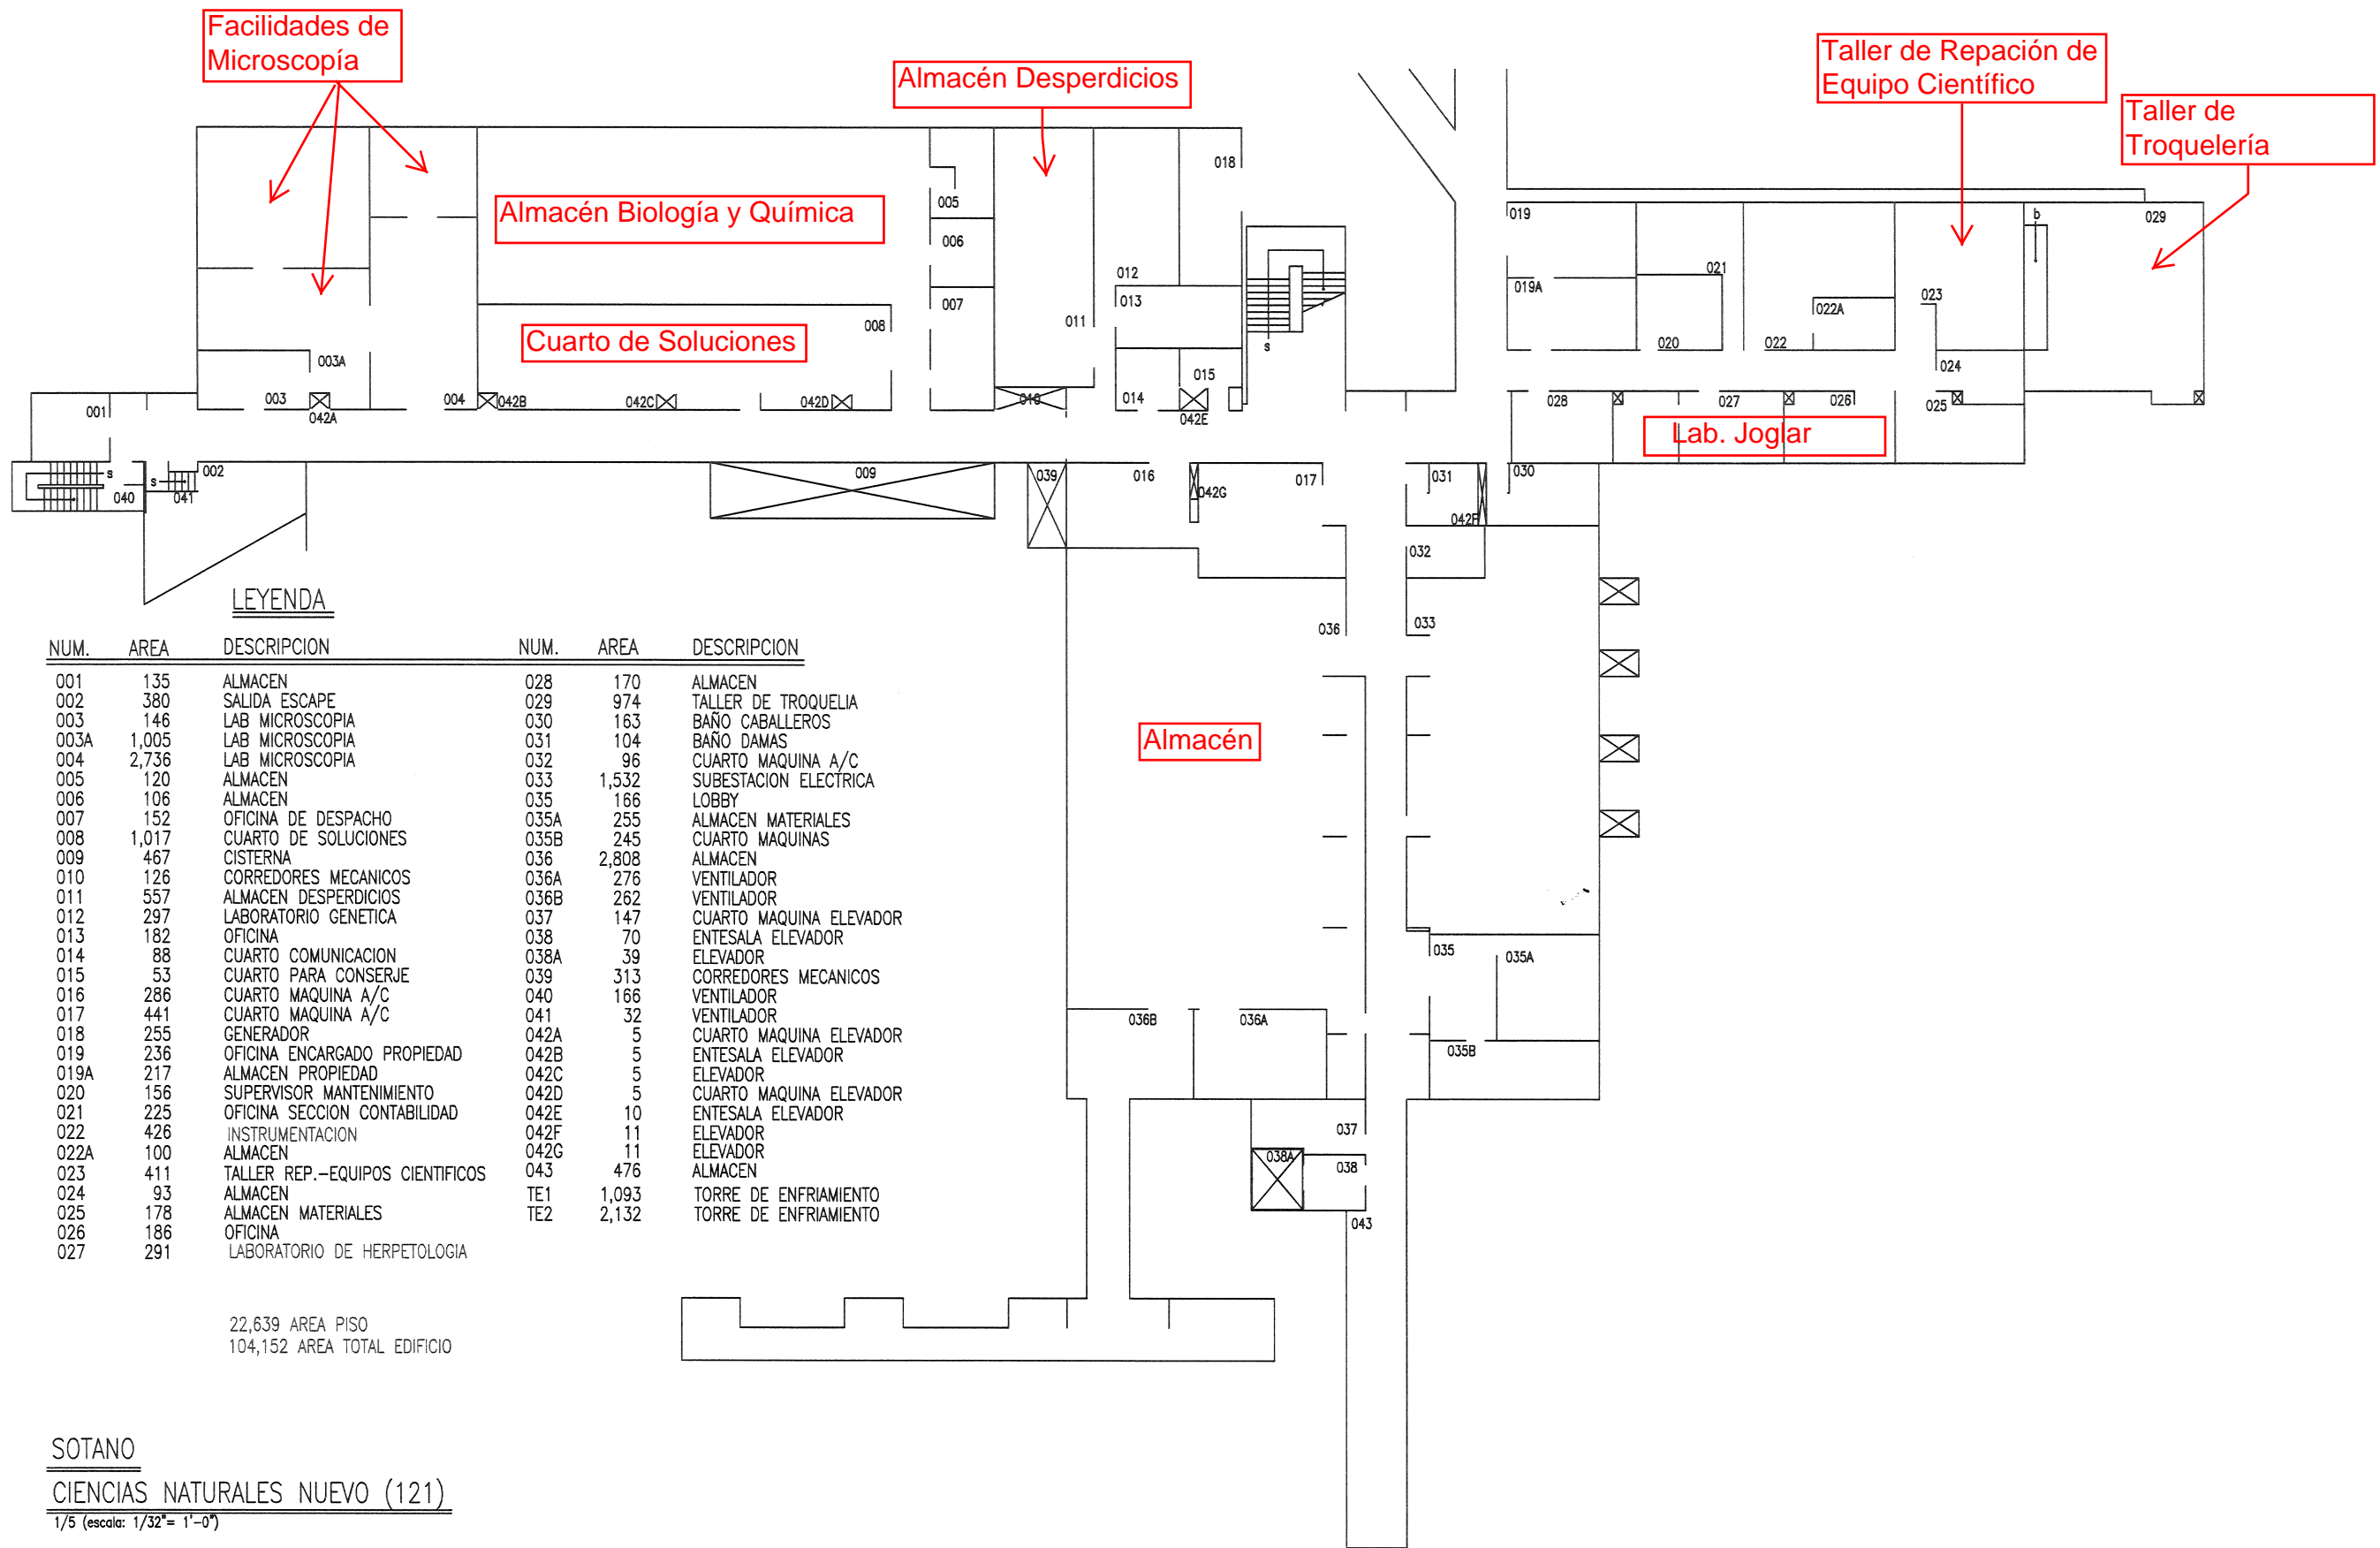 Facilidades de
Microscopía
Almacén Desperdicios
Taller de Repación de
Equipo Científico
Taller de
Troquelería
Almacén Biología y Química
Cuarto de Soluciones
Lab. Joglar
Almacén
018
005
006
007
008
011
012
013
014
015
010
003A
003
042A
004
042B
042C
042D
042E
001
002
s
040
s
041
009
039
016
042G
017
s
019
019A
021
020
022
022A
023
024
b
029
028
027
026
025
031
030
042F
032
033
036
035
035A
035B
036B
036A
037
038A
038
043
LEYENDA
NUM. AREA DESCRIPCION NUM. AREA DESCRIPCION
001 135 ALMACEN 028 170 ALMACEN
002 380 SALIDA ESCAPE 029 974 TALLER DE TROQUELIA
003 146 LAB MICROSCOPIA 030 163 BAÑO CABALLEROS
003A 1,005 LAB MICROSCOPIA 031 104 BAÑO DAMAS
004 2,736 LAB MICROSCOPIA 032 96 CUARTO MAQUINA A/C
005 120 ALMACEN 033 1,532 SUBESTACION ELECTRICA
006 106 ALMACEN 035 166 LOBBY
007 152 OFICINA DE DESPACHO 035A 255 ALMACEN MATERIALES
008 1,017 CUARTO DE SOLUCIONES 035B 245 CUARTO MAQUINAS
009 467 CISTERNA 036 2,808 ALMACEN
010 126 CORREDORES MECANICOS 036A 276 VENTILADOR
011 557 ALMACEN DESPERDICIOS 036B 262 VENTILADOR
012 297 LABORATORIO GENETICA 037 147 CUARTO MAQUINA ELEVADOR
013 182 OFICINA 038 70 ENTESALA ELEVADOR
014 88 CUARTO COMUNICACION 038A 39 ELEVADOR
015 53 CUARTO PARA CONSERJE 039 313 CORREDORES MECANICOS
016 286 CUARTO MAQUINA A/C 040 166 VENTILADOR
017 441 CUARTO MAQUINA A/C 041 32 VENTILADOR
018 255 GENERADOR 042A 5 CUARTO MAQUINA ELEVADOR
019 236 OFICINA ENCARGADO PROPIEDAD 042B 5 ENTESALA ELEVADOR
019A 217 ALMACEN PROPIEDAD 042C 5 ELEVADOR
020 156 SUPERVISOR MANTENIMIENTO 042D 5 CUARTO MAQUINA ELEVADOR
021 225 OFICINA SECCION CONTABILIDAD 042E 10 ENTESALA ELEVADOR
022 426 INSTRUMENTACION 042F 11 ELEVADOR
022A 100 ALMACEN 042G 11 ELEVADOR
023 411 TALLER REP.-EQUIPOS CIENTIFICOS 043 476 ALMACEN
024 93 ALMACEN TE1 1,093 TORRE DE ENFRIAMIENTO
025 178 ALMACEN MATERIALES TE2 2,132 TORRE DE ENFRIAMIENTO
026 186 OFICINA
027 291 LABORATORIO DE HERPETOLOGIA
22,639 AREA PISO
104,152 AREA TOTAL EDIFICIO
SOTANO
CIENCIAS NATURALES NUEVO (121)
1/5 (escala: 1/32"= 1'-0")